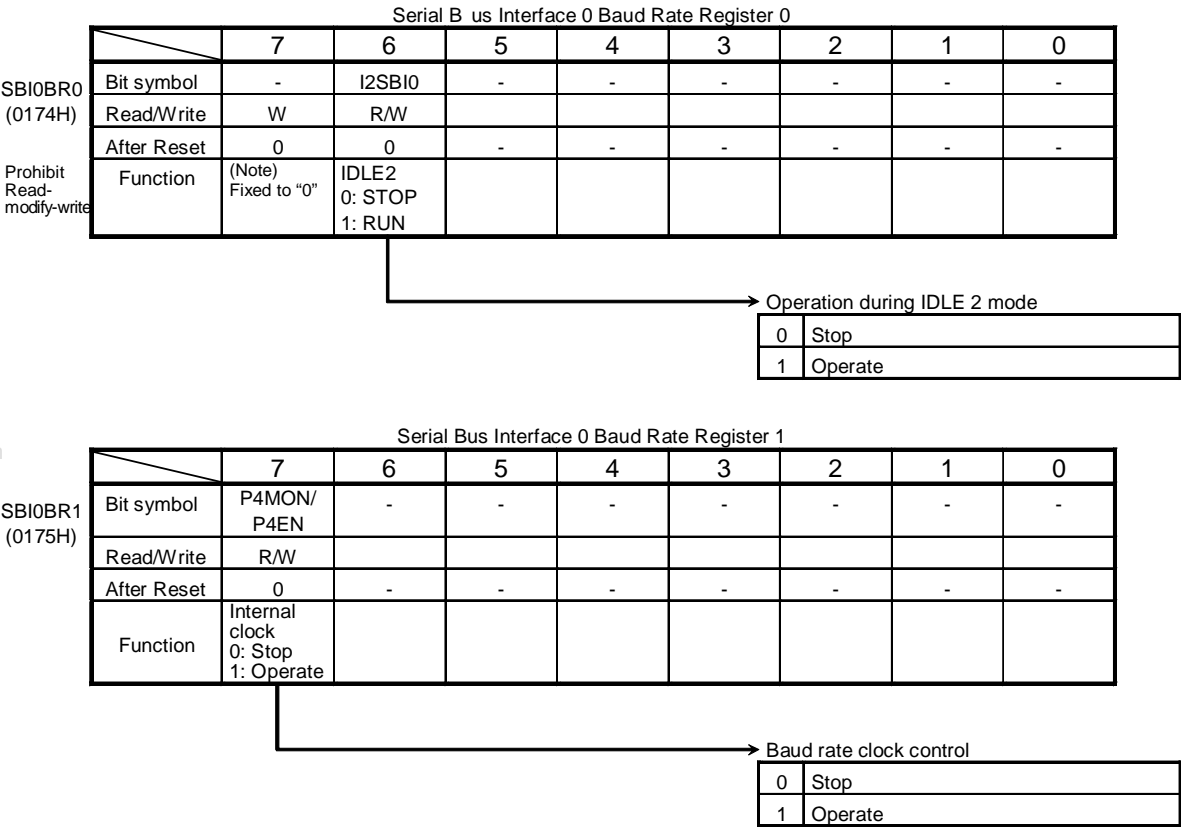 Serial B us Interface 0 Baud Rate Register 0
7 6 5 4 3 2 1 0
SBI0BR0
(0174H)
Bit symbol - I2SBI0 - - - - - -
Read/Write W R/W
After Reset 0 0 - - - - - -
Prohibit
Read-
modify-write
Function
(Note)
Fixed to “0”
IDLE2
0: STOP
1: RUN
Operation during IDLE 2 mode
0 Stop
1 Operate
Serial Bus Interface 0 Baud Rate Register 1
7 6 5 4 3 2 1 0
SBI0BR1
(0175H)
Bit symbol P4MON/ - - - - - - -
P4EN
Read/Write R/W
After Reset 0 - - - - - - -
Function
Internal
clock
0: Stop
1: Operate
Baud rate clock control
0 Stop
1 Operate